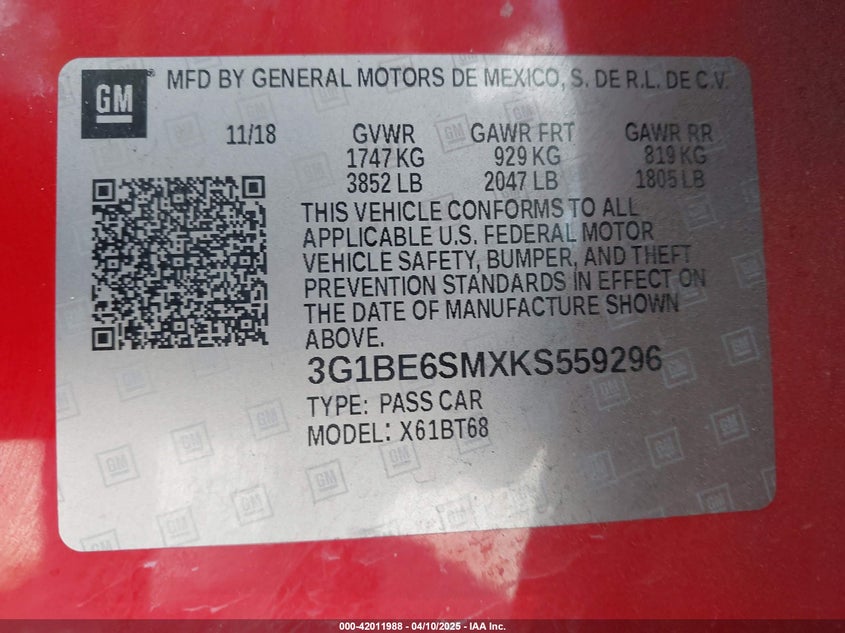 GM ® MFD BY GENERAL MOTORS DE MEXICO, S. DE R.L. DE C.V.
11/18 GVWR GAWR FRT GAWR RR
1747 KG 929 KG 819 KG
3852 LB 2047 LB 1805 LB
THIS VEHICLE CONFORMS TO ALL
APPLICABLE U.S. FEDERAL MOTOR
VEHICLE SAFETY, BUMPER, AND THEFT
PREVENTION STANDARDS IN EFFECT ON
THE DATE OF MANUFACTURE SHOWN
ABOVE.
3G1BE6SMXKS559296
TYPE: PASS CAR
MODEL: X61BT68
000-42011988 - 04/10/2025 - IAA Inc.